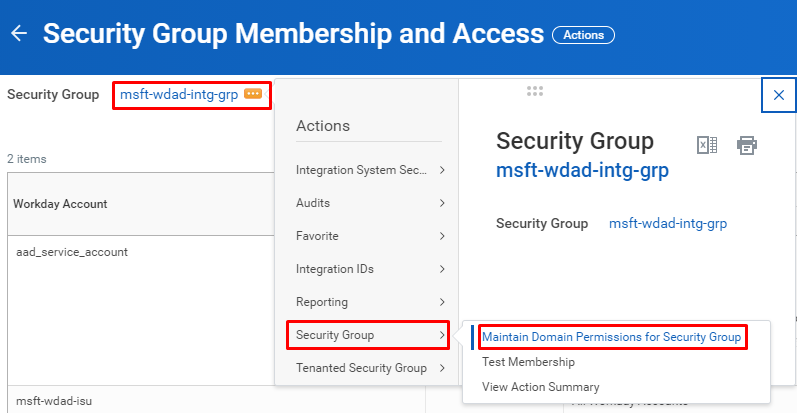 Security Group Membership and Access Actions
Security Group msft-wdad-intg-grp
2 items
Workday Account
aad_service_account
msft-wdad-isu
Actions
Integration System Sec...
Audits
Favorite
Integration IDs
Reporting
Security Group
Tenanted Security Group
Security Group
msft-wdad-intg-grp
Security Group msft-wdad-intg-grp
Maintain Domain Permissions for Security Group
Test Membership
View Action Summary